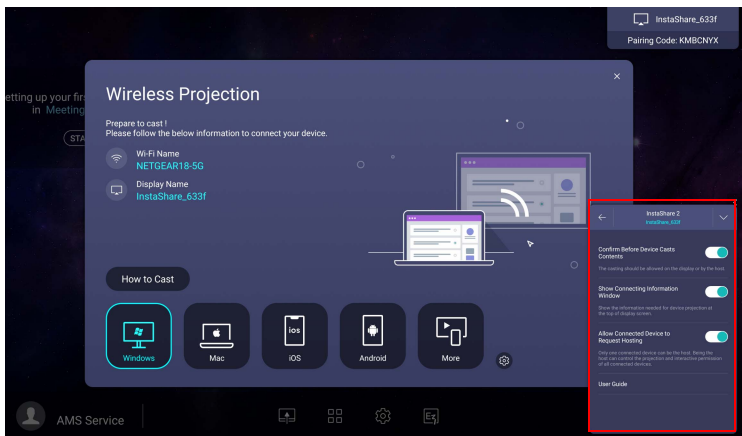 InstaShare_633f
Pairing Code: KMBCNYX
etting up your fir
in Meeting
STA
Wireless Projection
Prepare to cast !
Please follow the below information to connect your device.
Wi-Fi Name
NETGEAR18-5G
Display Name
InstaShare_633f
How to Cast
Windows
Mac
ios
iOS
Android
More
InstaShare 2
InstaShare_633f
Confirm Before Device Casts
Contents
The casting should be allowed on the display or by the host.
Show Connecting Information
Window
Show the information needed for device projection at
the top of display screen.
Allow Connected Device to
Request Hosting
Only one connected device can be the host. Being the
host can control the projection and interactive permission
of all connected devices.
User Guide
AMS Service